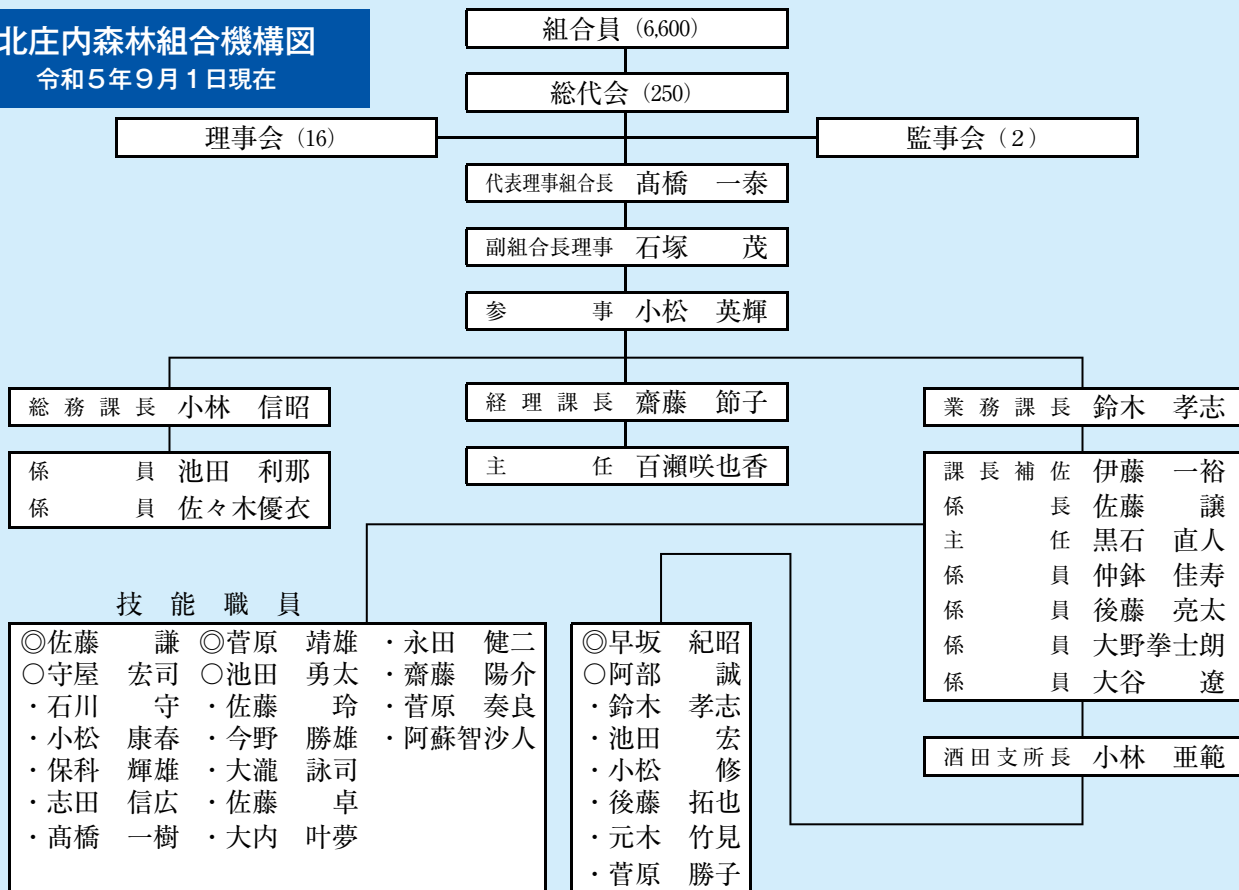 北庄内森林組合機構図
令和5年9月1日現在
組合員 (6,600)
総代会 (250)
理事会 (16)
監事会 (2)
代表理事組合長 髙橋 一泰
副組合長理事 石塚 茂
参事 小松 英輝
総務課長 小林 信昭
経理課長 齋藤 節子
業務課長 鈴木 孝志
係員 池田 利那
係員 佐々木優衣
主任 百瀬咲也香
課長補佐 伊藤 一裕
係長 佐藤 譲
主任 黒石 直人
係員 仲鉢 佳寿
係員 後藤 亮太
係員 大野拳士朗
係員 大谷 遼
酒田支所長 小林 亜範
技能職員
◎佐藤 謙 ◎菅原 靖雄 ・永田 健二
○守屋 宏司 ○池田 勇太 ・齋藤 陽介
・石川 守 ・佐藤 玲 ・菅原 奏良
・小松 康春 ・今野 勝雄 ・阿蘇智沙人
・保科 輝雄 ・大瀧 詠司
・志田 信広 ・佐藤 卓
・髙橋 一樹 ・大内 叶夢
◎早坂 紀昭
○阿部 誠
・鈴木 孝志
・池田 宏
・小松 修
・後藤 拓也
・元木 竹見
・菅原 勝子